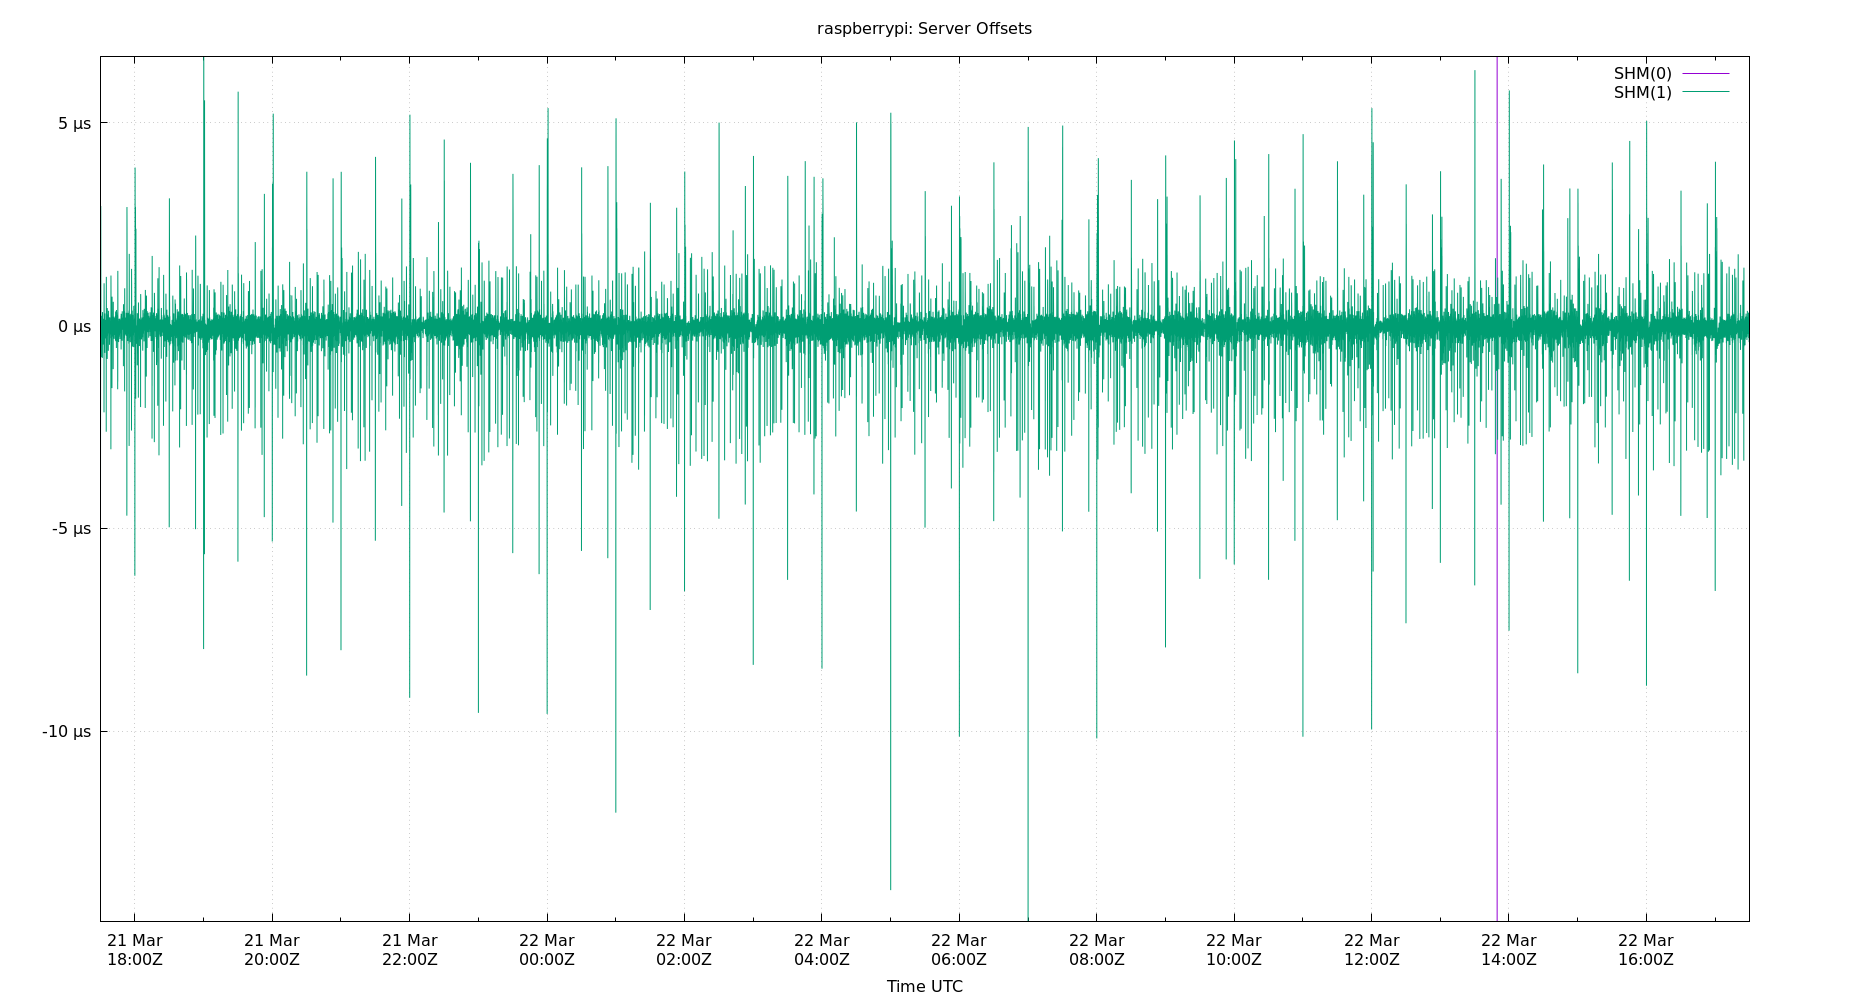 raspberrypi: Server Offsets
SHM(0)
SHM(1)
5 µs
0 µs
-5 µs
-10 µs
21 Mar 21 Mar 21 Mar 22 Mar 22 Mar 22 Mar 22 Mar 22 Mar 22 Mar 22 Mar 22 Mar 22 Mar
18:00Z 20:00Z 22:00Z 00:00Z 02:00Z 04:00Z 06:00Z 08:00Z 10:00Z 12:00Z 14:00Z 16:00Z
Time UTC